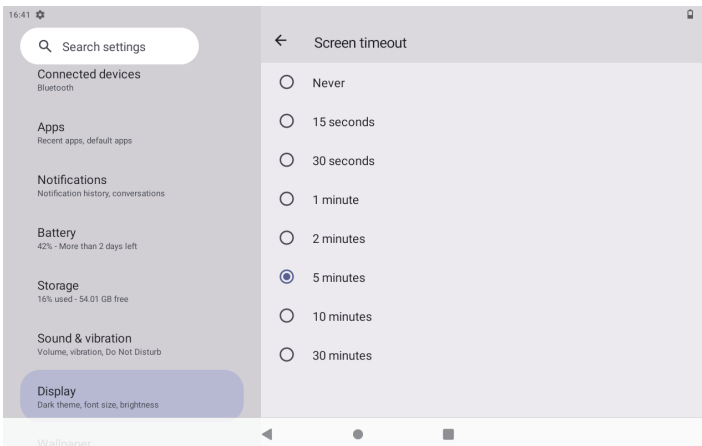 16:41
Search settings
Connected devices
Bluetooth
Apps
Recent apps, default apps
Notifications
Notification history, conversations
Battery
42% - More than 2 days left
Storage
16% used - 54.01 GB free
Sound & vibration
Volume, vibration, Do Not Disturb
Display
Dark theme, font size, brightness
Wallpaper
Screen timeout
Never
15 seconds
30 seconds
1 minute
2 minutes
5 minutes
10 minutes
30 minutes